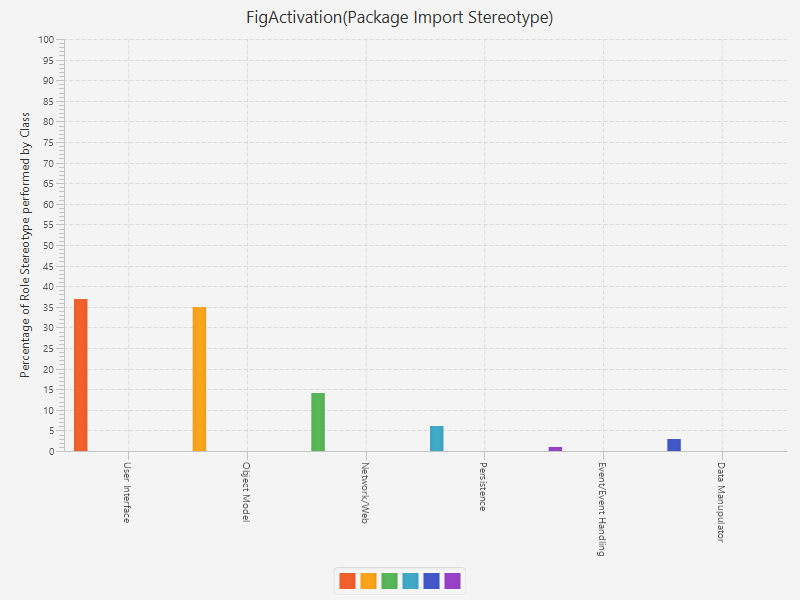 FigActivation(Package Import Stereotype)
Percentage of Role Stereotype performed by Class
100
95
90
85
80
75
70
65
60
55
50
45
40
35
30
25
20
15
10
5
0
User Interface
Object Model
Network/Web
Persistence
Event/Event Handling
Data Manupulator